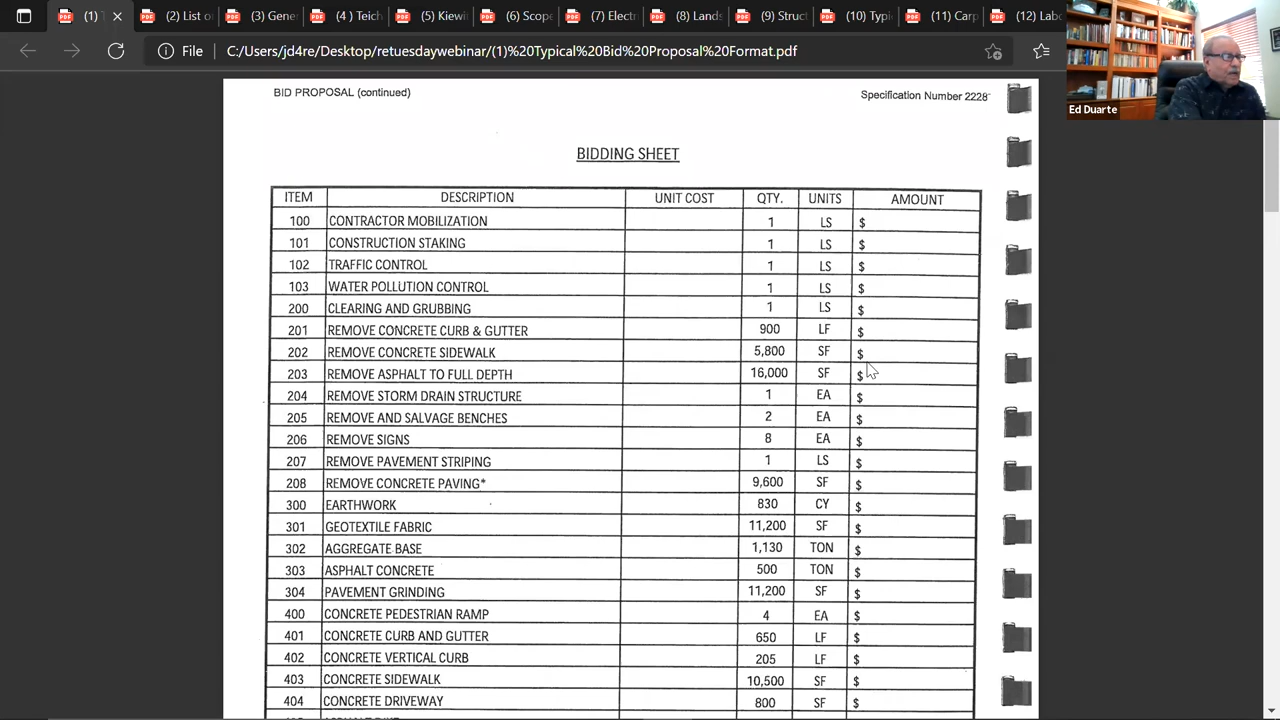 (1) T
(2) List o
(3) Gene
(4) Teich
(5) Kiewi
(6) Scop
(7) Elect
(8) Lands
(9) Struct
(10) Typi
(11) Carp
(12) Labo
File C:/Users/jd4re/Desktop/retuesdaywebinar/(1)%20Typical%20Bid%20Proposal%20Format.pdf
Ed Duarte
BID PROPOSAL (continued) Specification Number 2228
BIDDING SHEET
ITEM DESCRIPTION UNIT COST QTY. UNITS AMOUNT
100 CONTRACTOR MOBILIZATION 1 LS $
101 CONSTRUCTION STAKING 1 LS $
102 TRAFFIC CONTROL 1 LS $
103 WATER POLLUTION CONTROL 1 LS $
200 CLEARING AND GRUBBING 1 LS $
201 REMOVE CONCRETE CURB & GUTTER 900 LF $
202 REMOVE CONCRETE SIDEWALK 5,800 SF $
203 REMOVE ASPHALT TO FULL DEPTH 16,000 SF $
204 REMOVE STORM DRAIN STRUCTURE 1 EA $
205 REMOVE AND SALVAGE BENCHES 2 EA $
206 REMOVE SIGNS 8 EA $
207 REMOVE PAVEMENT STRIPING 1 LS $
208 REMOVE CONCRETE PAVING* 9,600 SF $
300 EARTHWORK 830 CY $
301 GEOTEXTILE FABRIC 11,200 SF $
302 AGGREGATE BASE 1,130 TON $
303 ASPHALT CONCRETE 500 TON $
304 PAVEMENT GRINDING 11,200 SF $
400 CONCRETE PEDESTRIAN RAMP 4 EA $
401 CONCRETE CURB AND GUTTER 650 LF $
402 CONCRETE VERTICAL CURB 205 LF $
403 CONCRETE SIDEWALK 10,500 SF $
404 CONCRETE DRIVEWAY 800 SF $